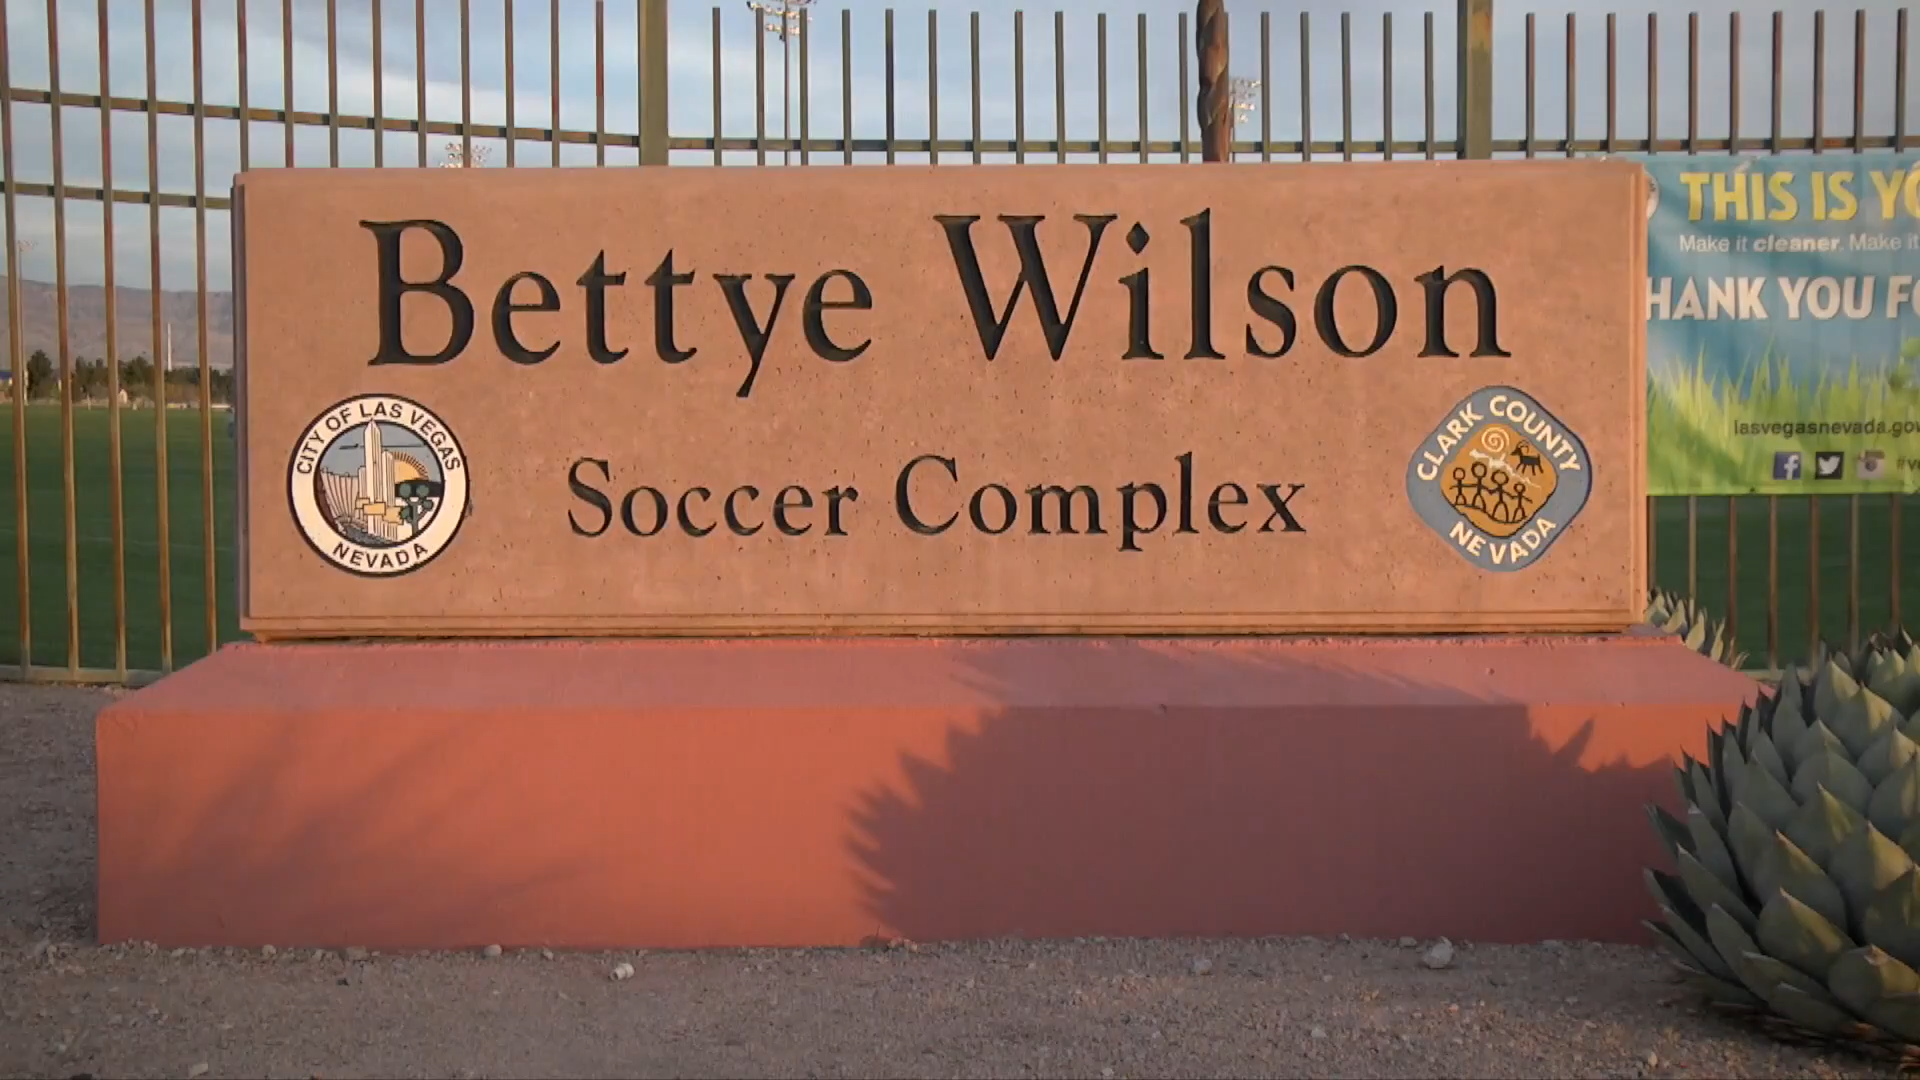 Bettye Wilson
Soccer Complex
CITY OF LAS VEGAS
NEVADA
CLARK COUNTY
NEVADA
THIS IS
Make it cleaner. Make it
YOU
lasvegasnevada.gov